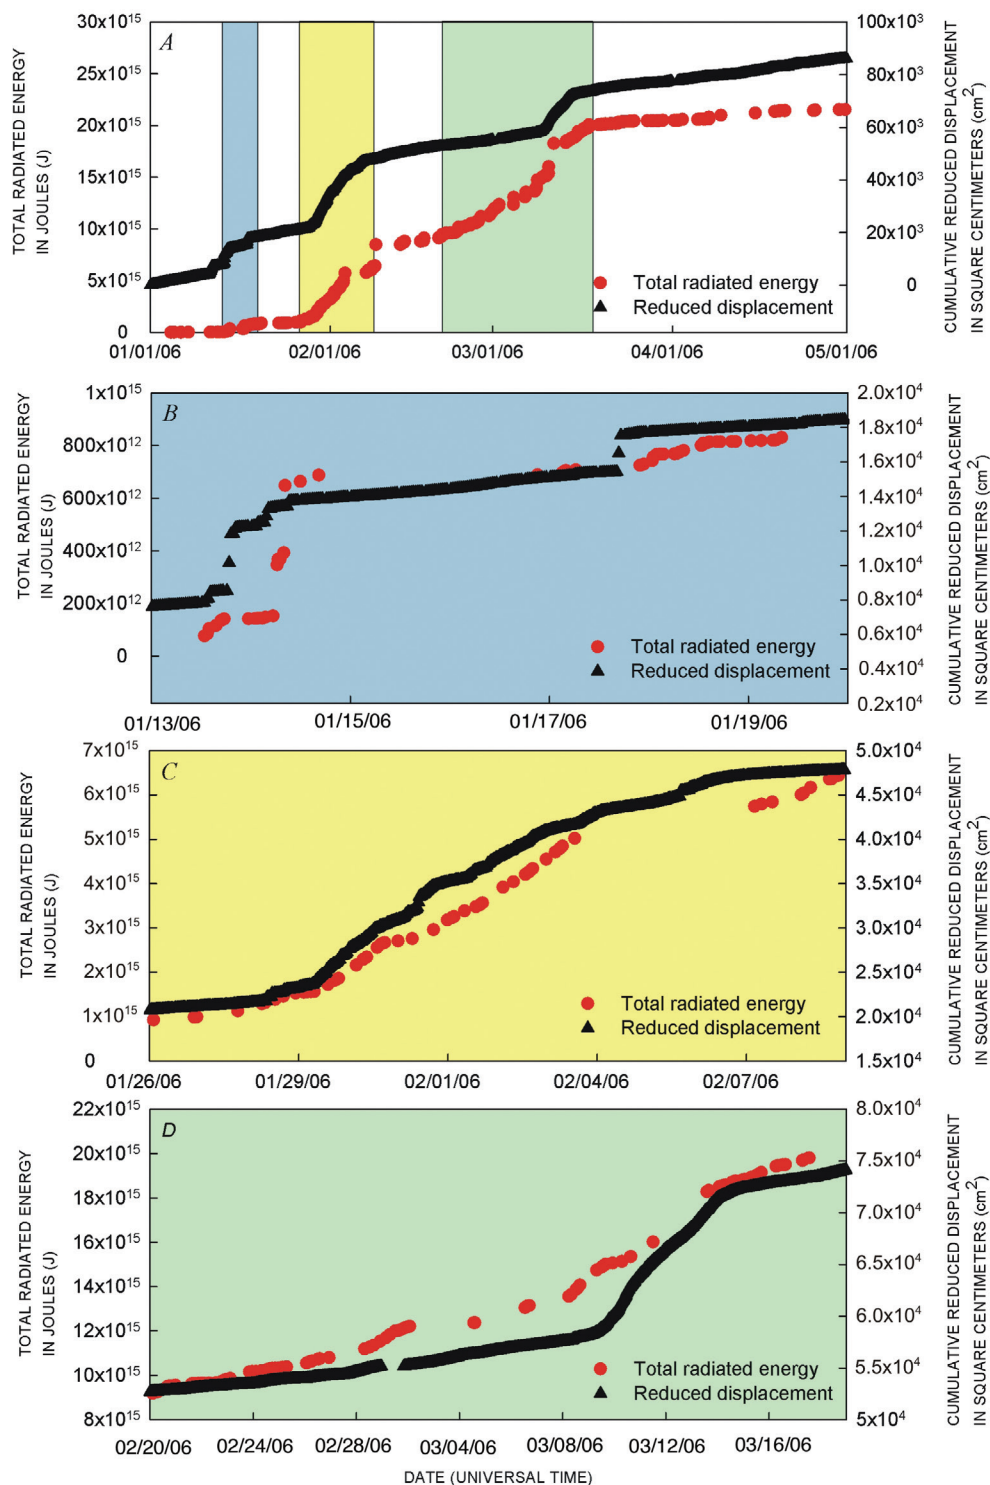 A
TOTAL RADIATED ENERGY
IN JOULES (J)
30x10¹⁵
25x10¹⁵
20x10¹⁵
15x10¹⁵
10x10¹⁵
5x10¹⁵
0
100x10³
80x10³
60x10³
40x10³
20x10³
0
CUMULATIVE REDUCED DISPLACEMENT
IN SQUARE CENTIMETERS (cm²)
Total radiated energy
Reduced displacement
01/01/06 02/01/06 03/01/06 04/01/06 05/01/06
B
TOTAL RADIATED ENERGY
IN JOULES (J)
1x10¹⁵
800x10¹²
600x10¹²
400x10¹²
200x10¹²
0
2.0x10⁴
1.8x10⁴
1.6x10⁴
1.4x10⁴
1.2x10⁴
1.0x10⁴
0.8x10⁴
0.6x10⁴
0.4x10⁴
0.2x10⁴
CUMULATIVE REDUCED DISPLACEMENT
IN SQUARE CENTIMETERS (cm²)
Total radiated energy
Reduced displacement
01/13/06 01/15/06 01/17/06 01/19/06
C
TOTAL RADIATED ENERGY
IN JOULES (J)
7x10¹⁵
6x10¹⁵
5x10¹⁵
4x10¹⁵
3x10¹⁵
2x10¹⁵
1x10¹⁵
0
5.0x10⁴
4.5x10⁴
4.0x10⁴
3.5x10⁴
3.0x10⁴
2.5x10⁴
2.0x10⁴
1.5x10⁴
CUMULATIVE REDUCED DISPLACEMENT
IN SQUARE CENTIMETERS (cm²)
Total radiated energy
Reduced displacement
01/26/06 01/29/06 02/01/06 02/04/06 02/07/06
D
TOTAL RADIATED ENERGY
IN JOULES (J)
22x10¹⁵
20x10¹⁵
18x10¹⁵
16x10¹⁵
14x10¹⁵
12x10¹⁵
10x10¹⁵
8x10¹⁵
8.0x10⁴
7.5x10⁴
7.0x10⁴
6.5x10⁴
6.0x10⁴
5.5x10⁴
5x10⁴
CUMULATIVE REDUCED DISPLACEMENT
IN SQUARE CENTIMETERS (cm²)
Total radiated energy
Reduced displacement
02/20/06 02/24/06 02/28/06 03/04/06 03/08/06 03/12/06 03/16/06
DATE (UNIVERSAL TIME)